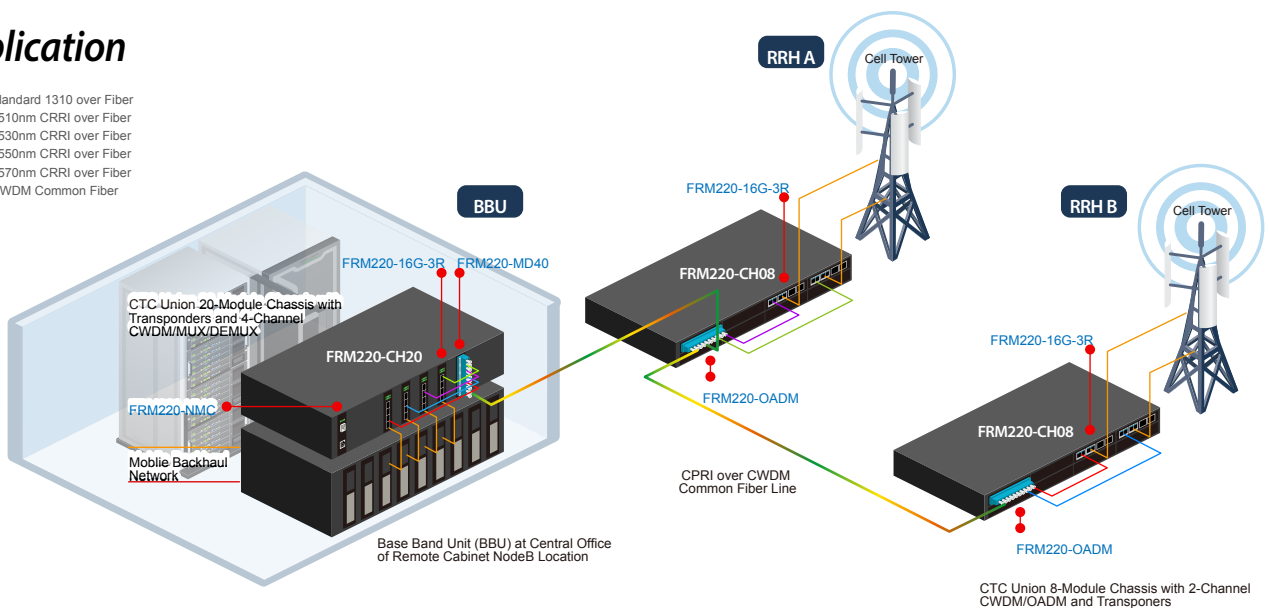 plication
tandard 1310 over Fiber
510nm CRRI over Fiber
530nm CRRI over Fiber
550nm CRRI over Fiber
570nm CRRI over Fiber
WDM Common Fiber
RRH A
Cell Tower
BBU
FRM220-16G-3R
RRH B
Cell Tower
FRM220-16G-3R
FRM220-MD40
FRM220-CH08
CTC Union 20-Module Chassis with
Transponders and 4-Channel
CWDM/MUX/DEMUX
FRM220-CH20
FRM220-16G-3R
FRM220-OADM
FRM220-NMC
FRM220-CH08
Moblie Backhaul
Network
CPRI over CWDM
Common Fiber Line
Base Band Unit (BBU) at Central Office
of Remote Cabinet NodeB Location
FRM220-OADM
CTC Union 8-Module Chassis with 2-Channel
CWDM/OADM and Transponers